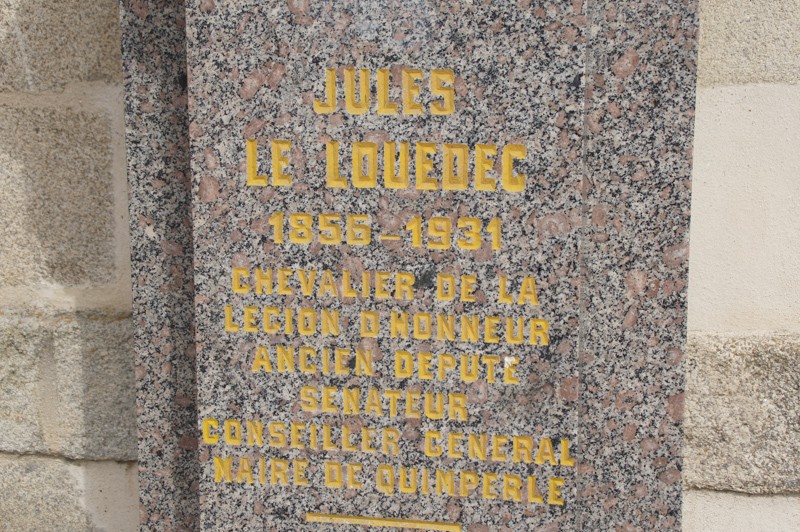 JULES
LE LOUEDEC
1856-1931
CHEVALIER DE LA
LEGION D'HONNEUR
ANCIEN DEPUTE
SENATEUR
CONSEILLER GENERAL
MAIRE DE QUIMPERLE